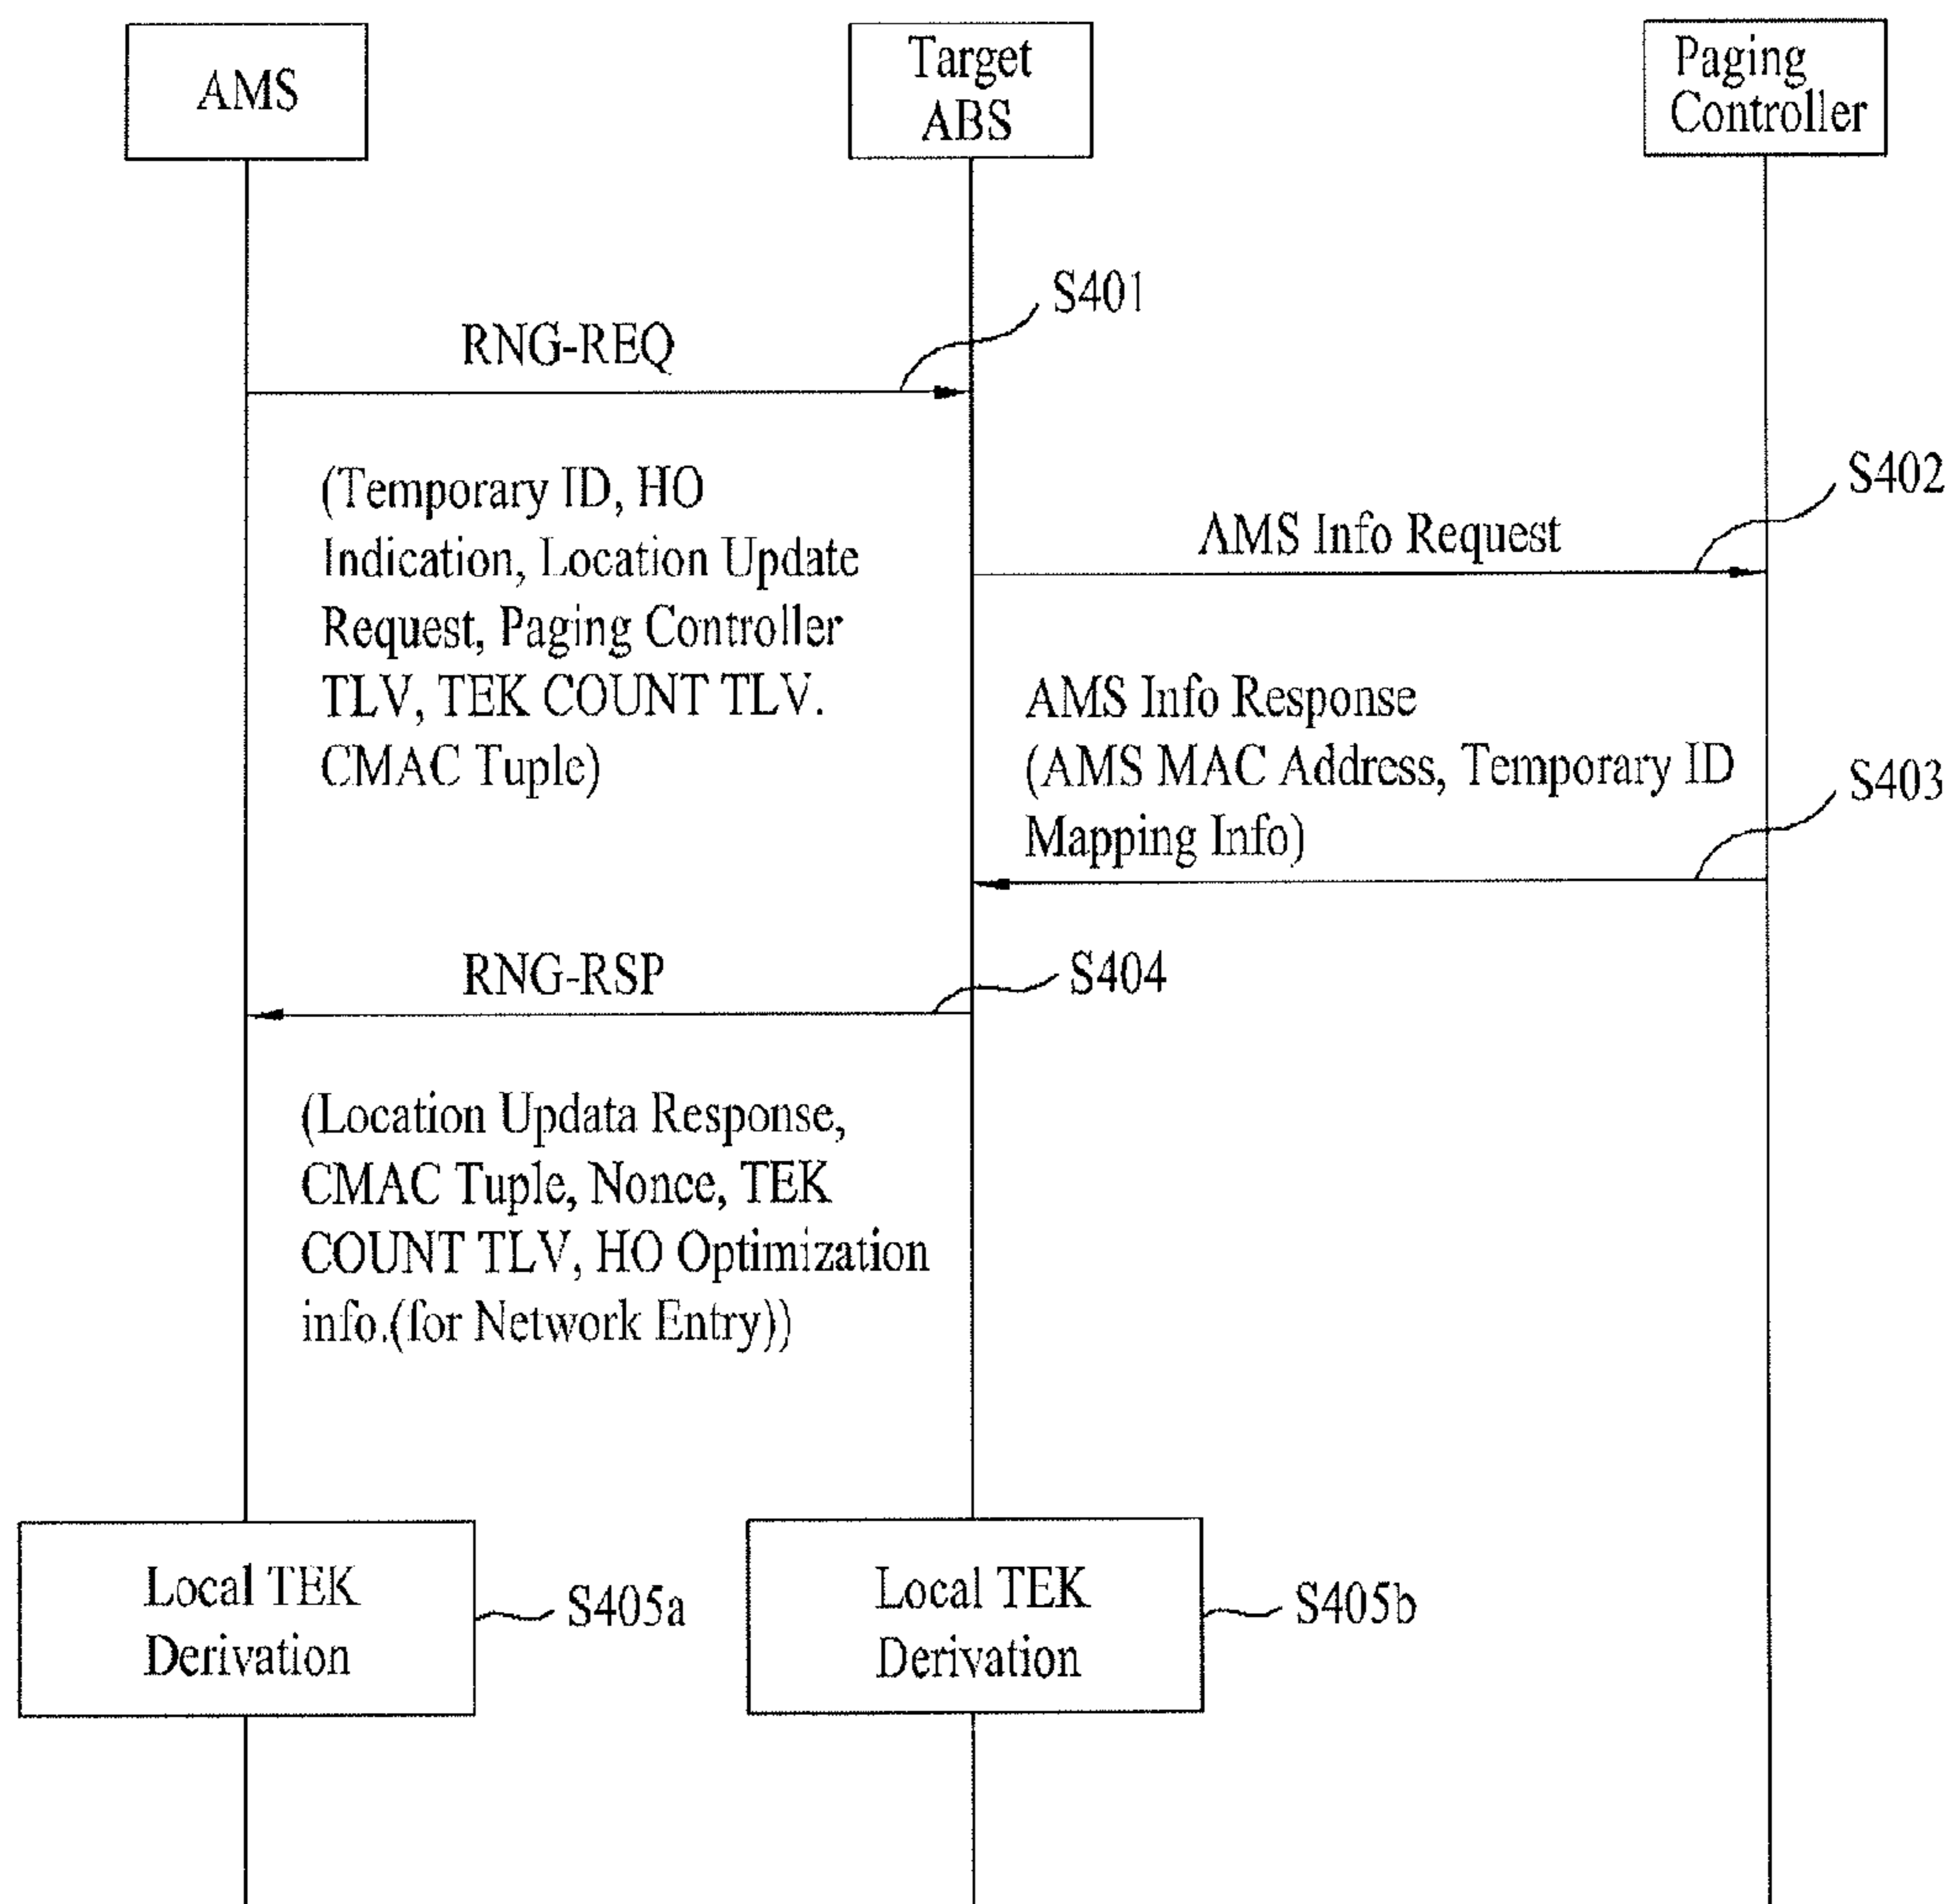 AMS
Target
ABS
Paging
Controller
S401
RNG-REQ
(Temporary ID, HO
Indication, Location Update
Request, Paging Controller
TLV, TEK COUNT TLV.
CMAC Tuple)
S402
AMS Info Request
AMS Info Response
(AMS MAC Address, Temporary ID
Mapping Info)
S403
RNG-RSP
S404
(Location Updata Response,
CMAC Tuple, Nonce, TEK
COUNT TLV, HO Optimization
info.(for Network Entry))
Local TEK
Derivation
S405a
Local TEK
Derivation
S405b